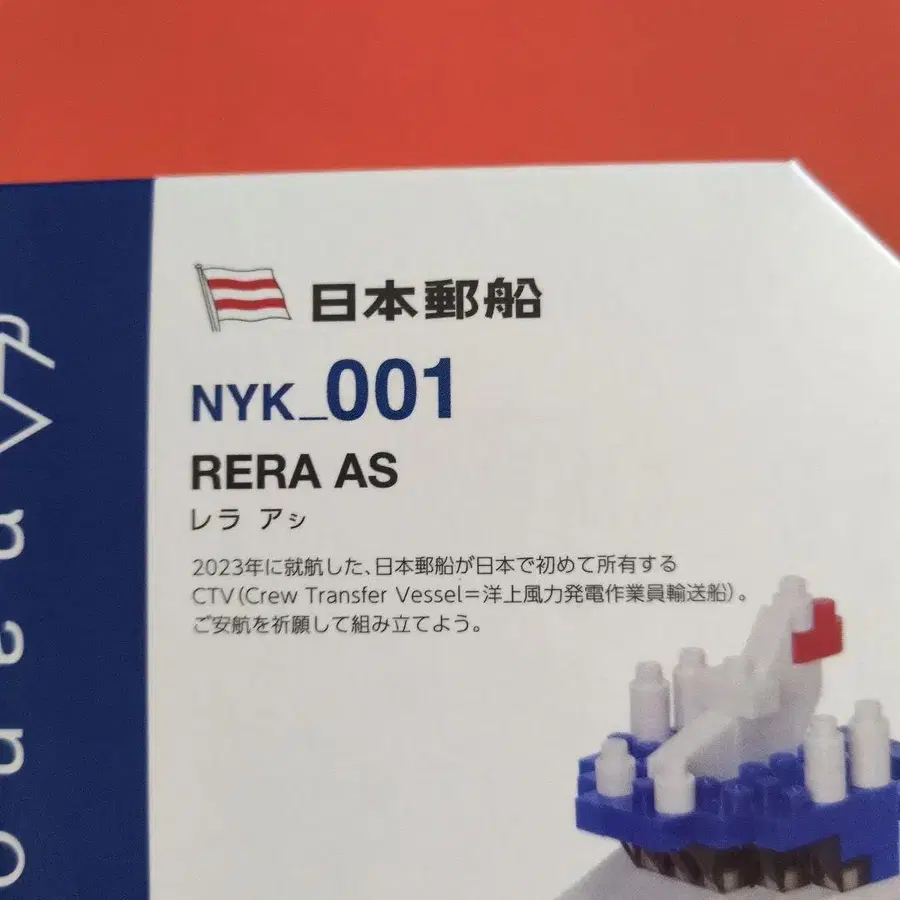 日本郵船
NYK_001
RERA AS
レラ アㇱ
2023年に就航した、日本郵船が日本で初めて所有する
CTV(Crew Transfer Vessel=洋上風力発電作業員輸送船)。
ご安航を祈願して組み立てよう。